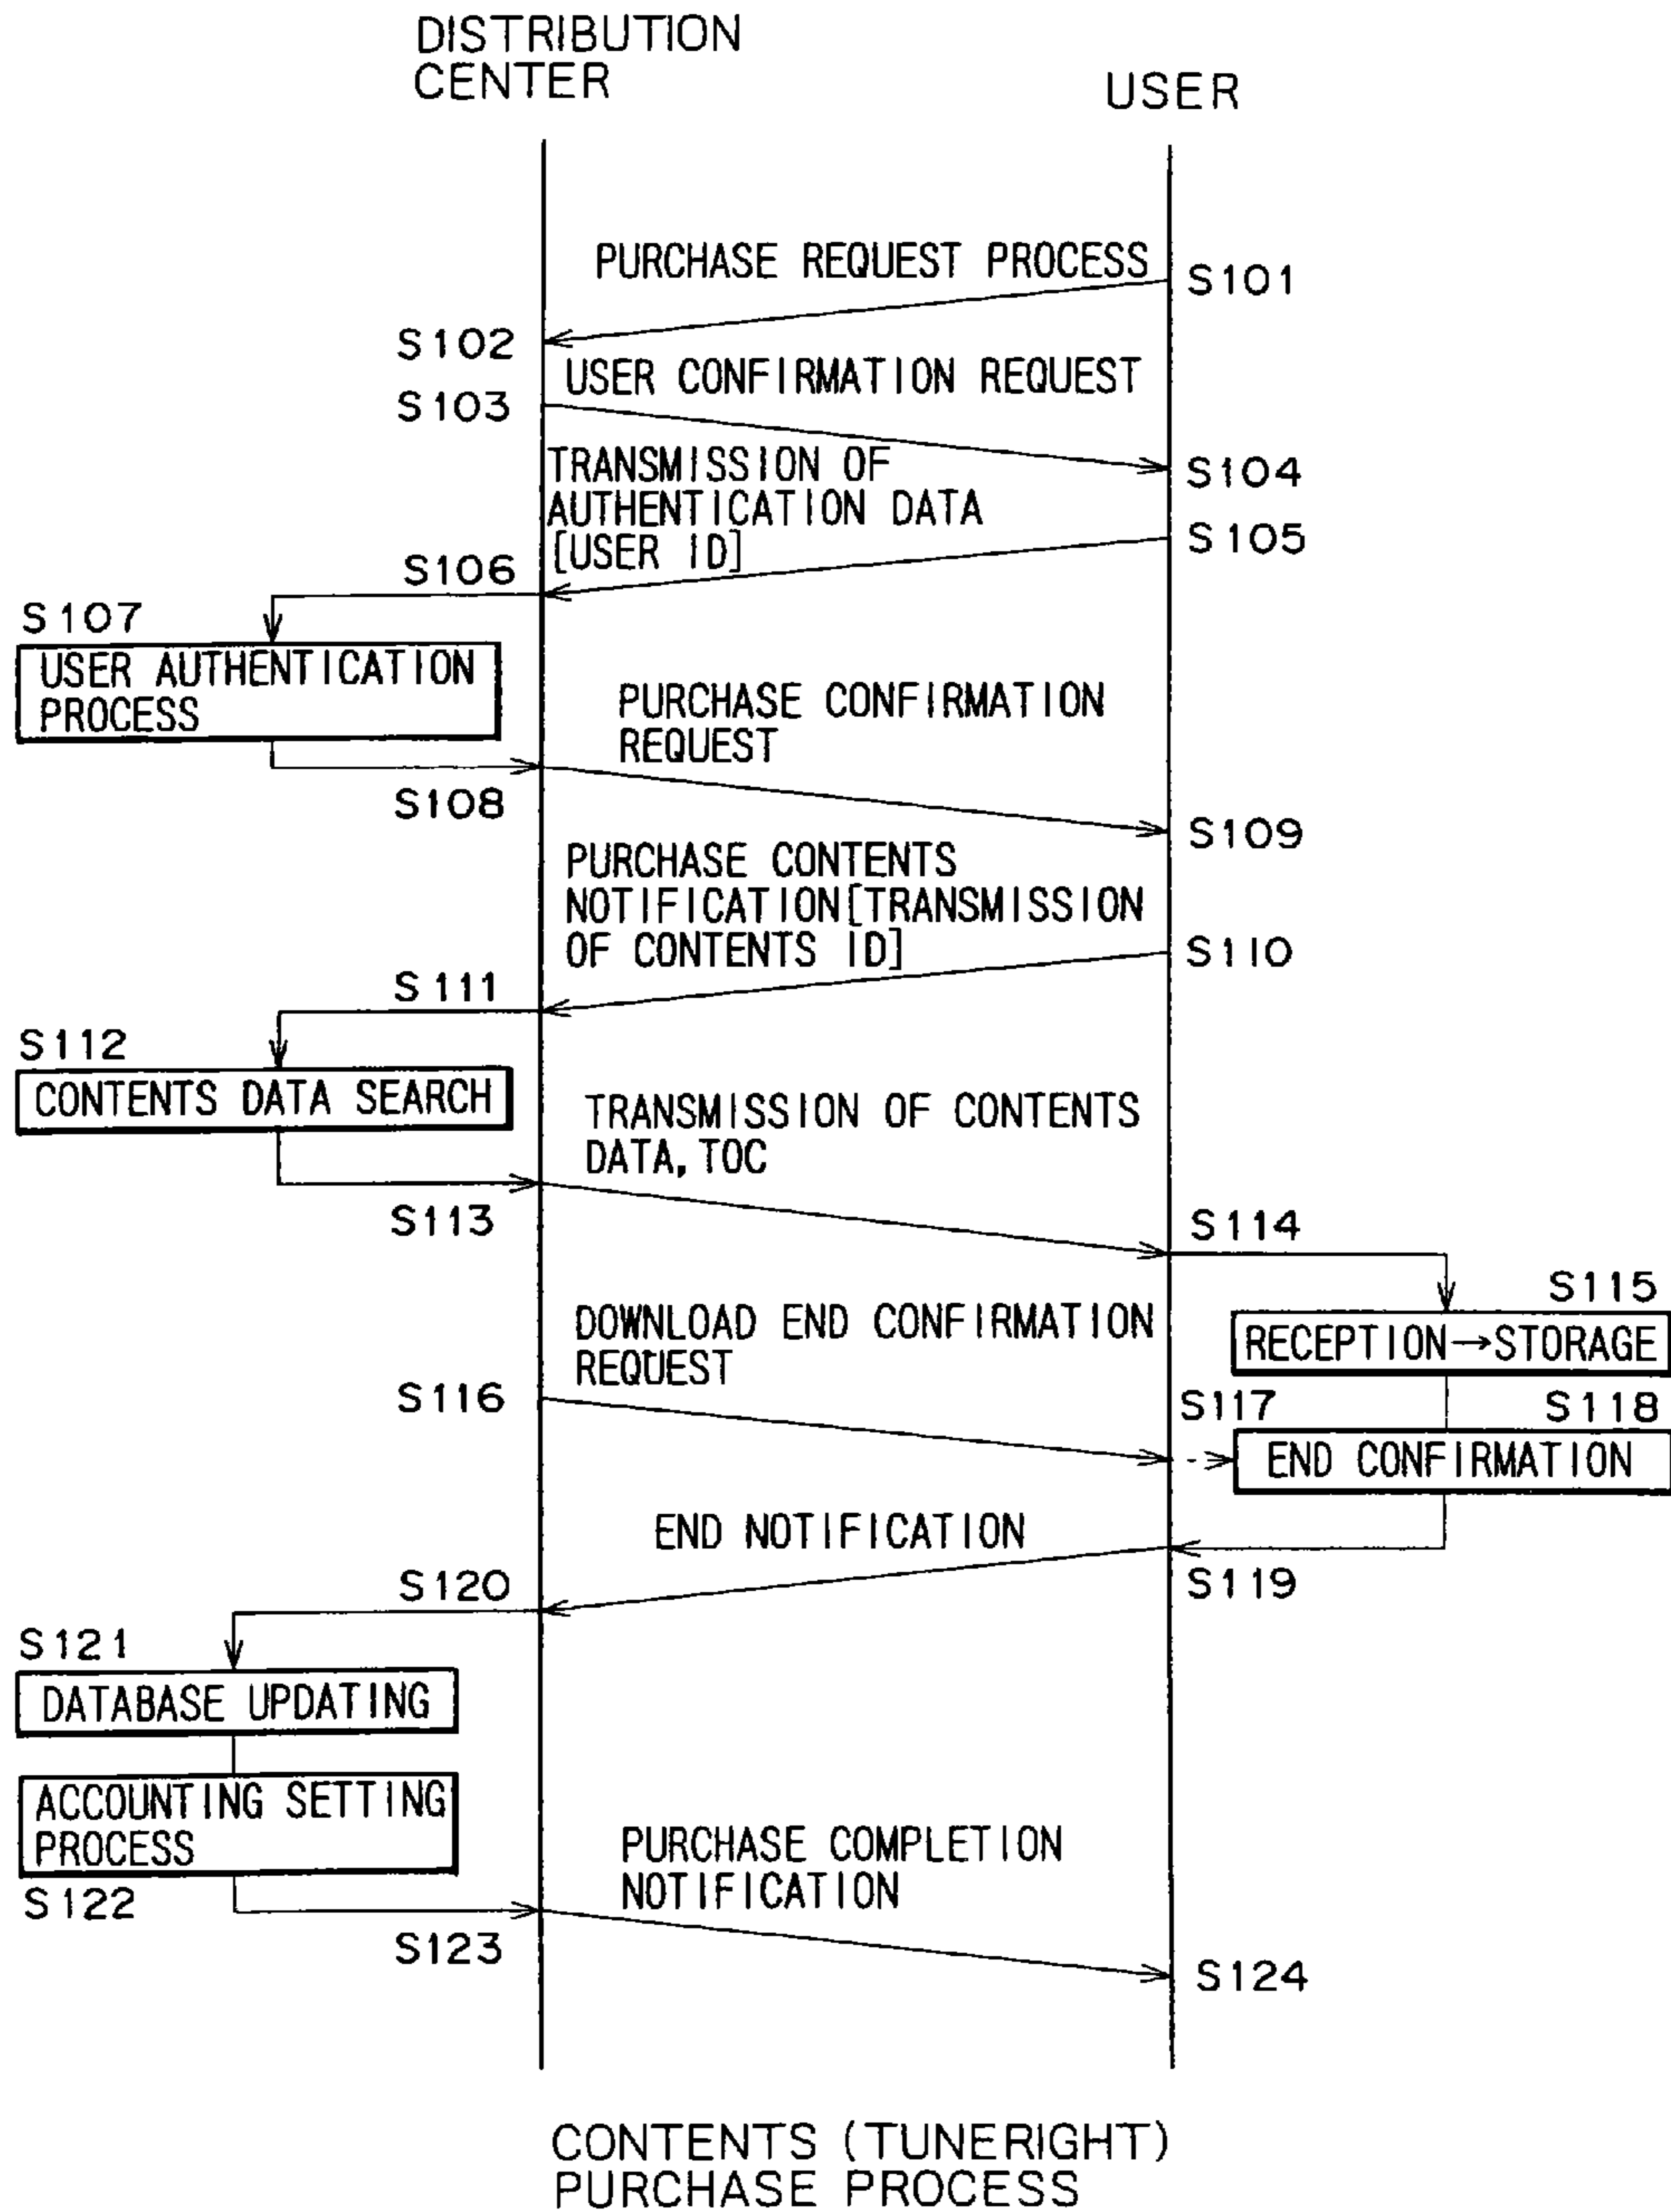 DISTRIBUTION
CENTER
USER
PURCHASE REQUEST PROCESS
S101
S102
USER CONFIRMATION REQUEST
S103
TRANSMISSION OF
AUTHENTICATION DATA
[USER ID]
S104
S105
S106
S107
USER AUTHENTICATION
PROCESS
PURCHASE CONFIRMATION
REQUEST
S108
S109
PURCHASE CONTENTS
NOTIFICATION[TRANSMISSION
OF CONTENTS ID]
S110
S111
S112
CONTENTS DATA SEARCH
TRANSMISSION OF CONTENTS
DATA, TOC
S113
S114
S115
RECEPTION→STORAGE
DOWNLOAD END CONFIRMATION
REQUEST
S116
S117
S118
END CONFIRMATION
END NOTIFICATION
S119
S120
S121
DATABASE UPDATING
ACCOUNTING SETTING
PROCESS
S122
PURCHASE COMPLETION
NOTIFICATION
S123
S124
CONTENTS (TUNERIGHT)
PURCHASE PROCESS